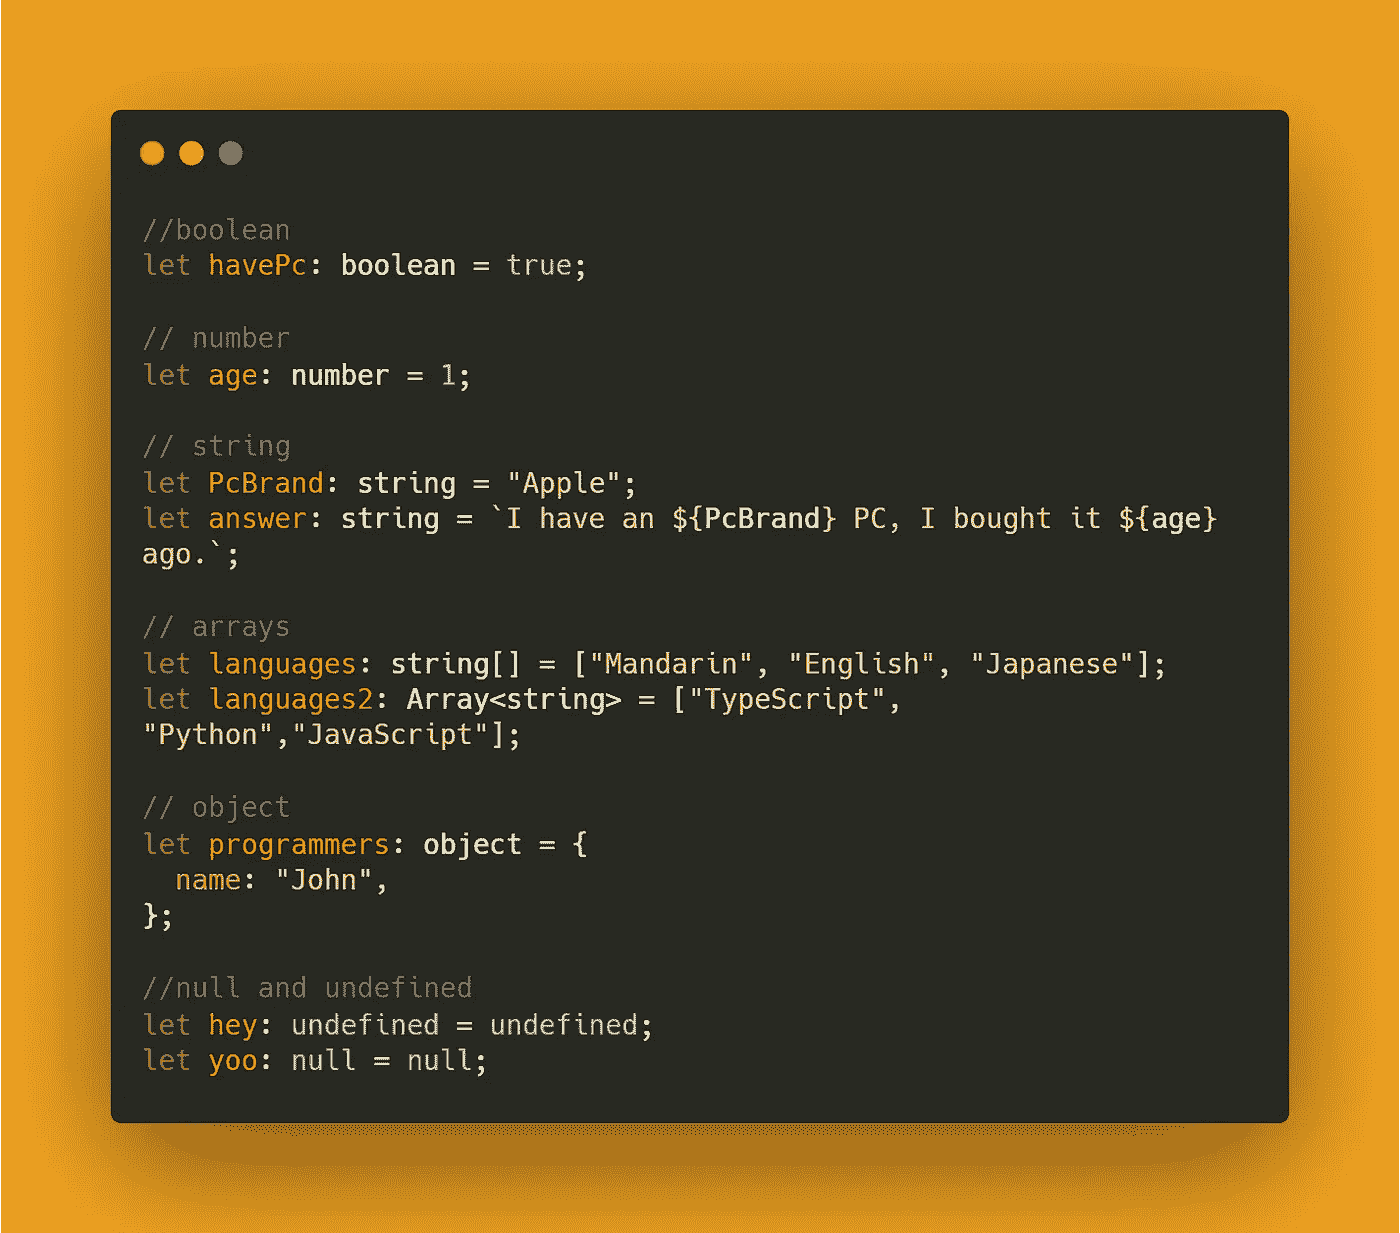 //boolean
let havePc: boolean = true;
// number
let age: number = 1;
// string
let PcBrand: string = "Apple";
let answer: string = `I have an ${PcBrand} PC, I bought it ${age}
ago.`;
// arrays
let languages: string[] = ["Mandarin", "English", "Japanese"];
let languages2: Array<string> = ["TypeScript",
"Python","JavaScript"];
// object
let programmers: object = {
  name: "John",
};
//null and undefined
let hey: undefined = undefined;
let yoo: null = null;